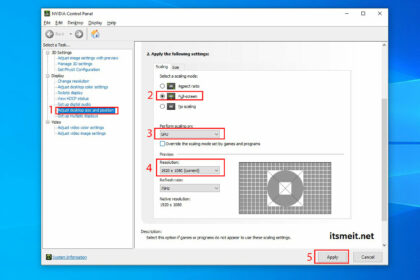 NVIDIA Control Panel
File Edit Desktop Display Help
Back
Select a Task...
3D Settings
Adjust image settings with preview
Manage 3D settings
Set PhysX Configuration
Display
Change resolution
Adjust desktop color settings
Rotate display
View HDCP status
Set up digital audio
1
Adjust desktop size and position
Set up multiple displays
Video
Adjust video color settings
Adjust video image settings
System Information
2. Apply the following settings:
Scaling Size
Select a scaling mode:
Aspect ratio
2
Full-screen
No scaling
Perform scaling on:
3
GPU
Override the scaling mode set by games and programs
Preview
Resolution:
4
1920 x 1080 (current)
Refresh rate:
Native resolution:
1920 x 1080
itsmeit.net
Description:
Select this if games or programs do not appear to use these scaling settings.
5
Apply
Cancel